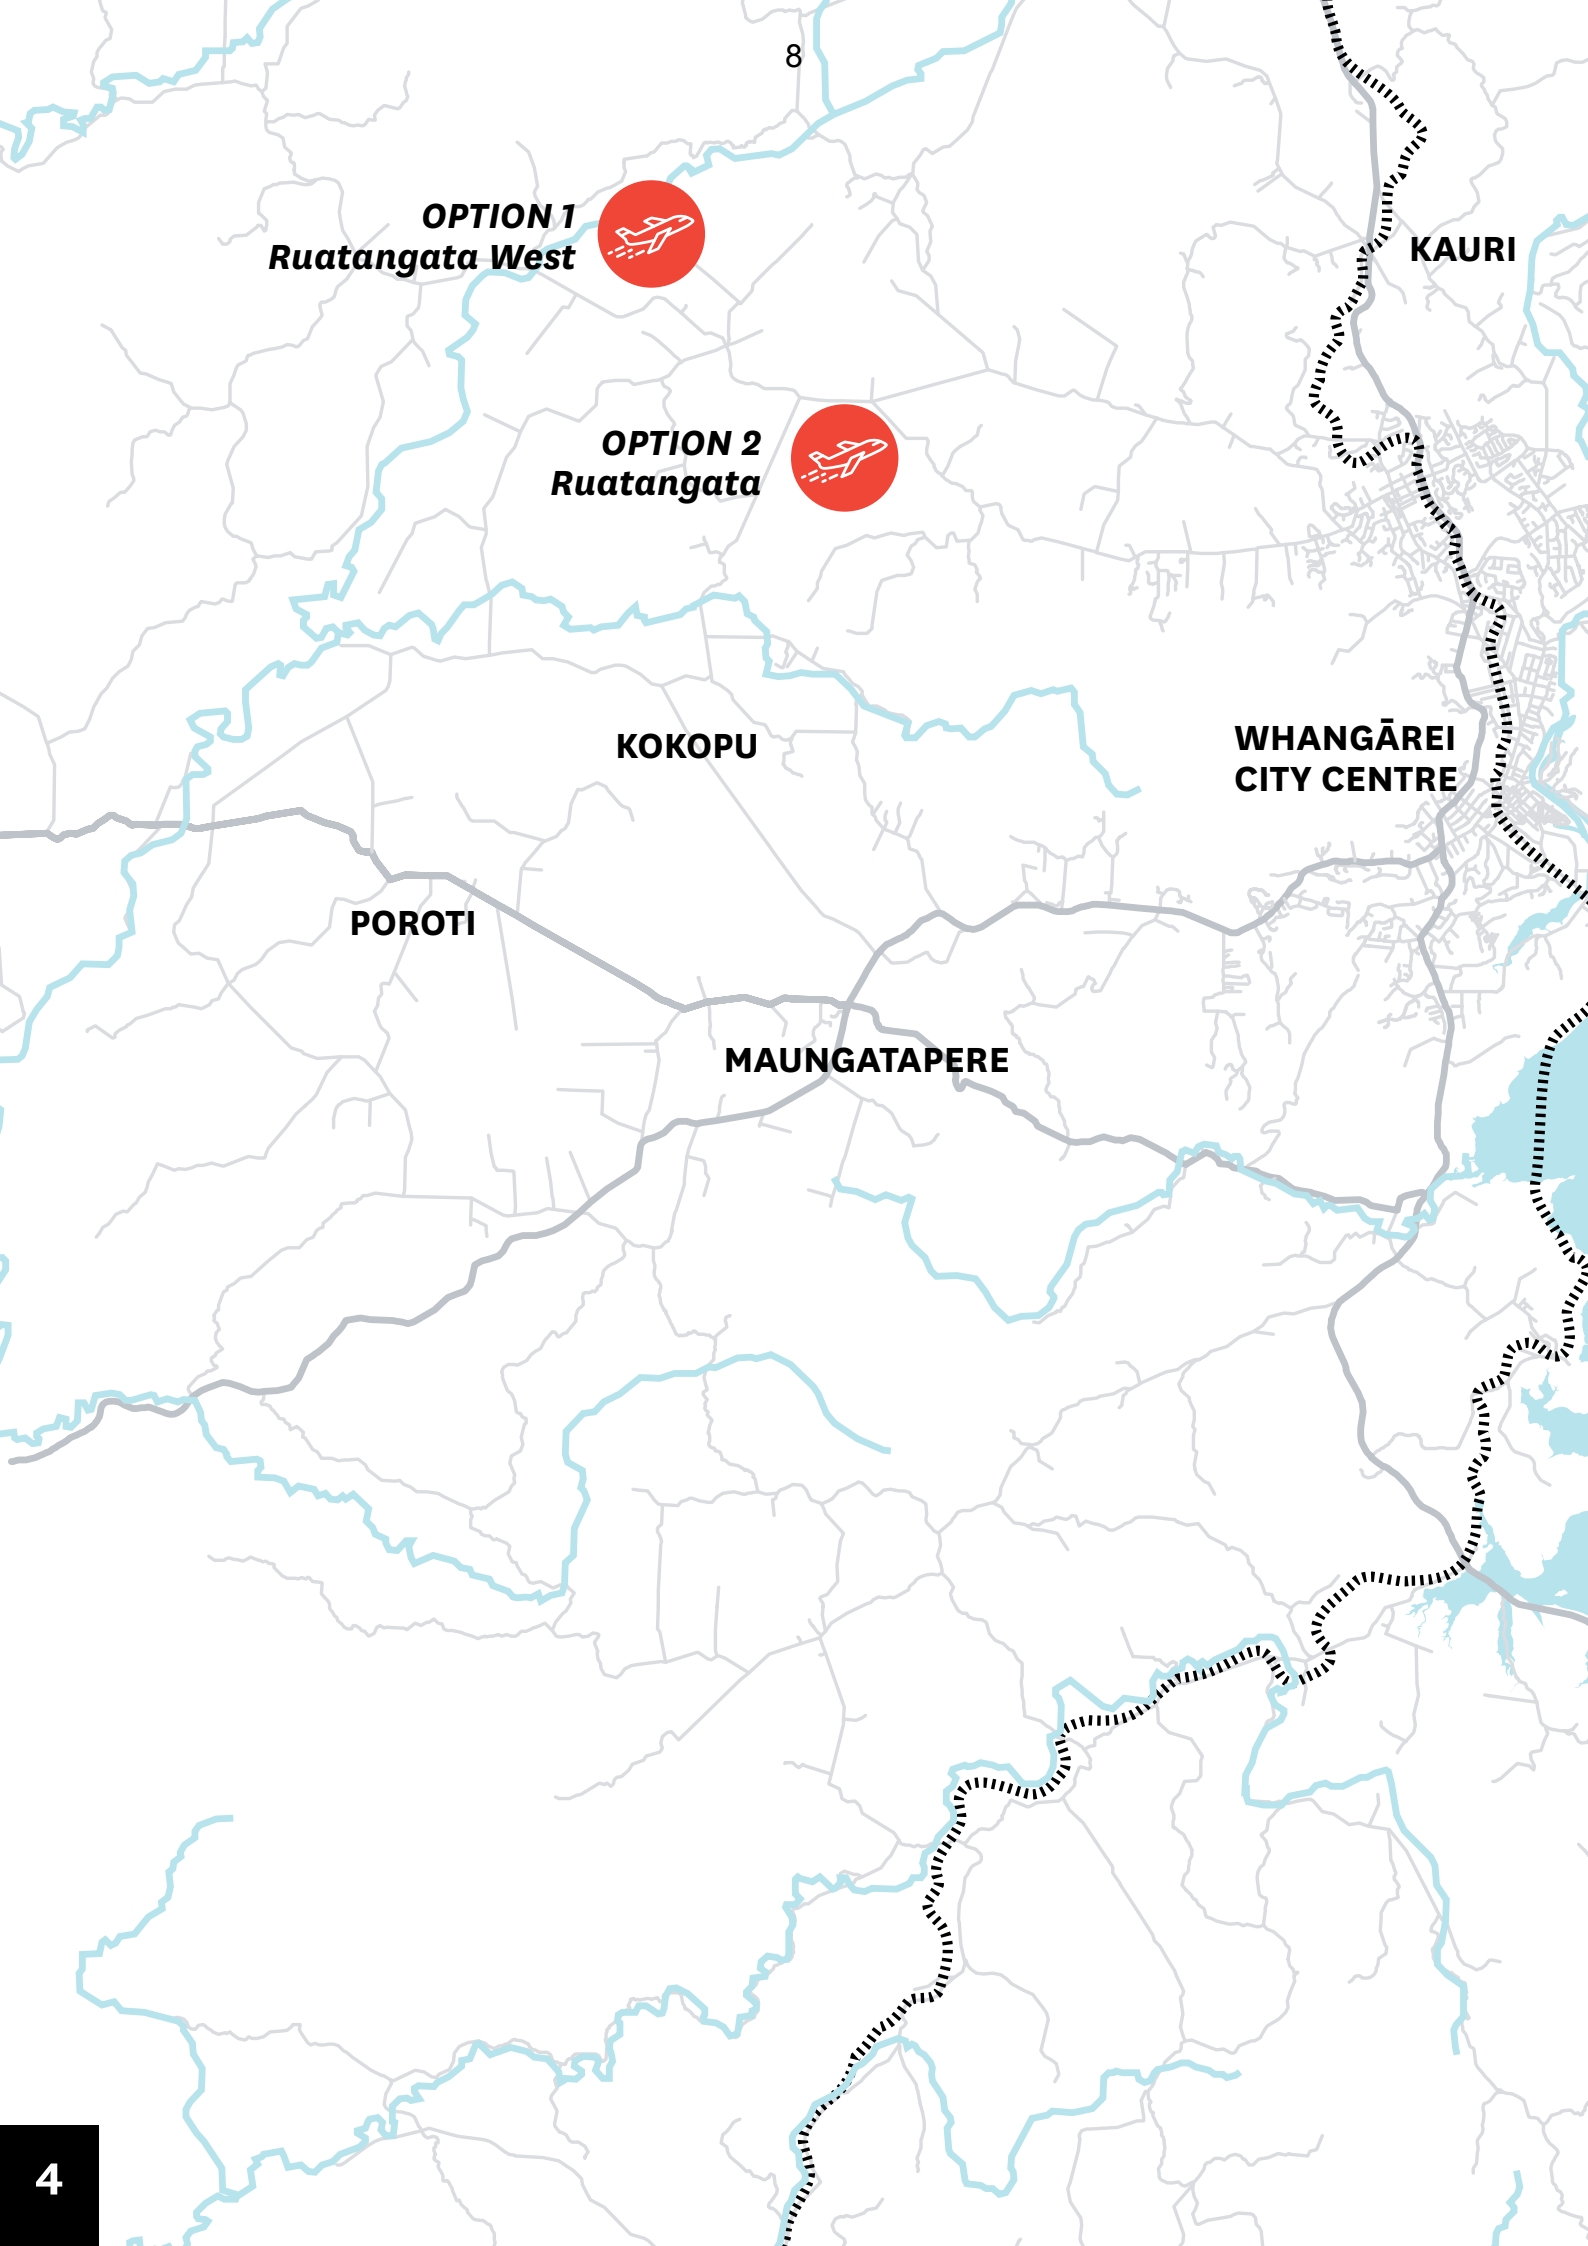 8
OPTION 1
Ruatangata West
KAURI
OPTION 2
Ruatangata
WHANGĀREI
CITY CENTRE
KOKOPU
POROTI
MAUNGATAPERE
4